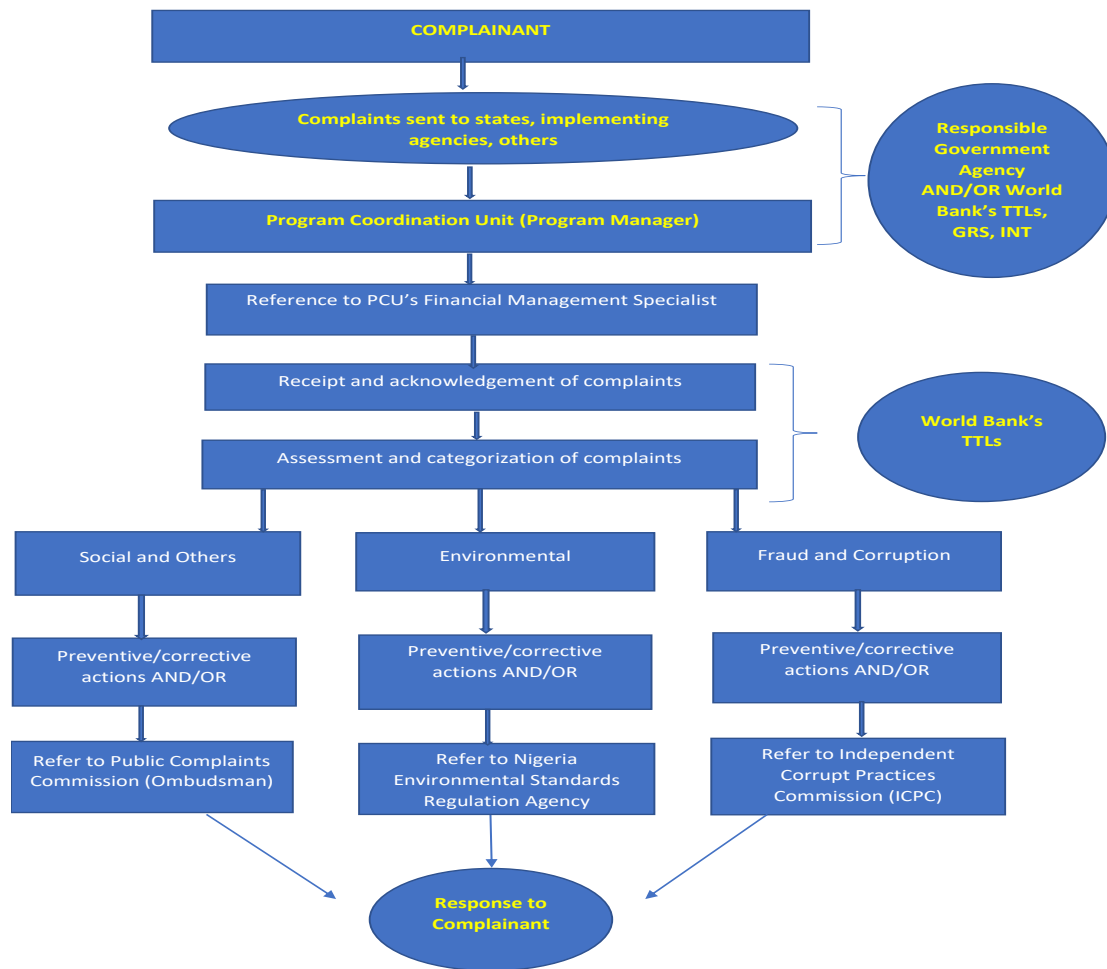 COMPLAINANT
Complaints sent to states, implementing
agencies, others
Responsible
Government
Agency
AND/OR World
Bank’s TTLs,
GRS, INT
Program Coordination Unit (Program Manager)
Reference to PCU’s Financial Management Specialist
Receipt and acknowledgement of complaints
World Bank’s
TTLs
Assessment and categorization of complaints
Social and Others
Environmental
Fraud and Corruption
Preventive/corrective
actions AND/OR
Preventive/corrective
actions AND/OR
Preventive/corrective
actions AND/OR
Refer to Public Complaints
Commission (Ombudsman)
Refer to Nigeria
Environmental Standards
Regulation Agency
Refer to Independent
Corrupt Practices
Commission (ICPC)
Response to
Complainant